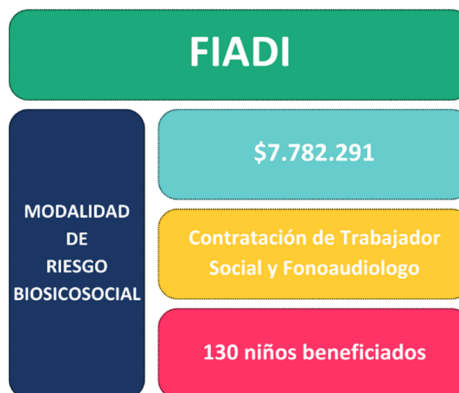 FIADI
MODALIDAD
DE
RIESGO
BIOSICOSOCIAL
$7.782.291
Contratación de Trabajador
Social y Fonoaudiologo
130 niños beneficiados